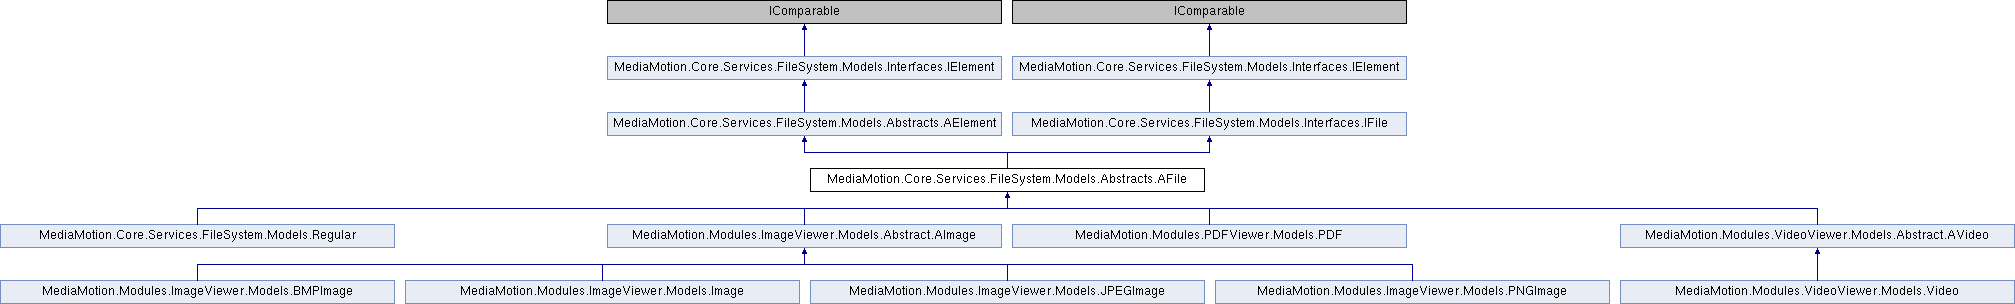 IComparable
IComparable
MediaMotion.Core.Services.FileSystem.Models.Interfaces.IElement
MediaMotion.Core.Services.FileSystem.Models.Interfaces.IElement
MediaMotion.Core.Services.FileSystem.Models.Abstracts.AElement
MediaMotion.Core.Services.FileSystem.Models.Interfaces.IFile
MediaMotion.Core.Services.FileSystem.Models.Abstracts.AFile
MediaMotion.Core.Services.FileSystem.Models.Regular
MediaMotion.Modules.ImageViewer.Models.Abstract.AImage
MediaMotion.Modules.PDFViewer.Models.PDF
MediaMotion.Modules.VideoViewer.Models.Abstract.AVideo
MediaMotion.Modules.ImageViewer.Models.BMPImage
MediaMotion.Modules.ImageViewer.Models.Image
MediaMotion.Modules.ImageViewer.Models.JPEGImage
MediaMotion.Modules.ImageViewer.Models.PNGImage
MediaMotion.Modules.VideoViewer.Models.Video